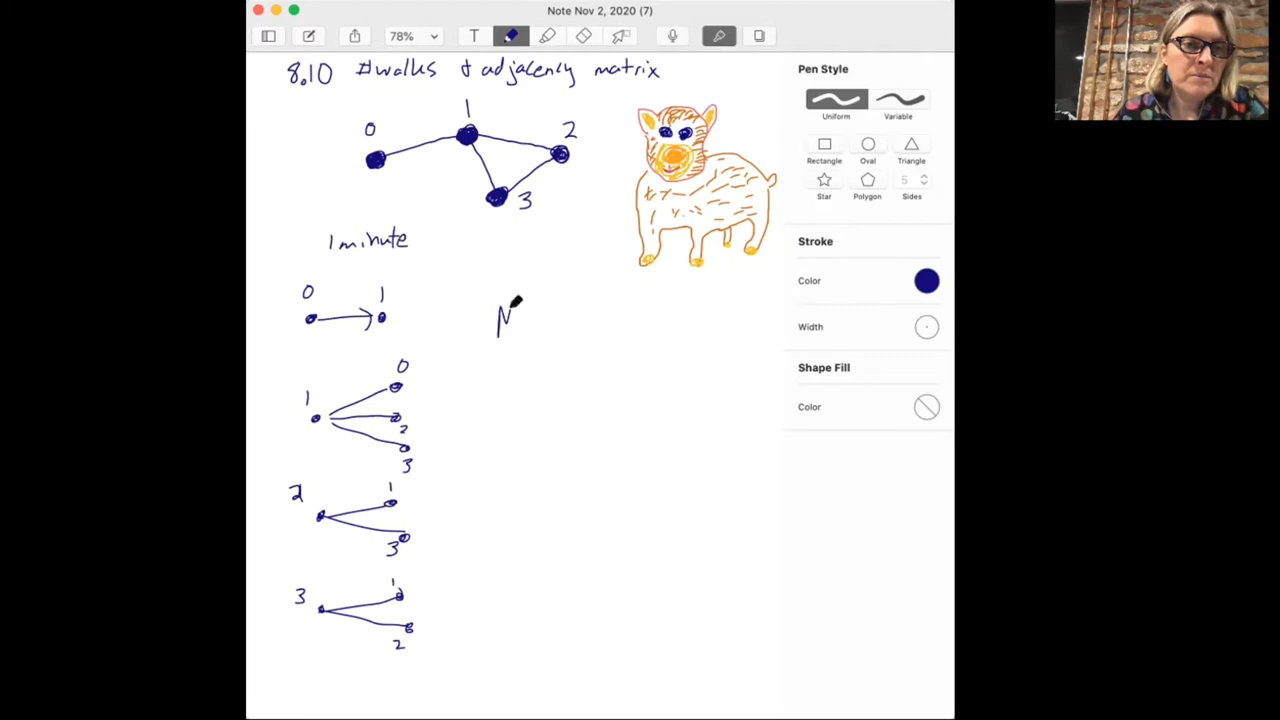 Note Nov 2, 2020 (7)
78%
T
8.10 #walks & adjacency matrix
0
1
2
3
1 minute
0 1
1
0
2
3
2
1
3
3
1
2
Pen Style
Uniform Variable
Rectangle Oval Triangle
5
Star Polygon Sides
Stroke
Color
Width
Shape Fill
Color